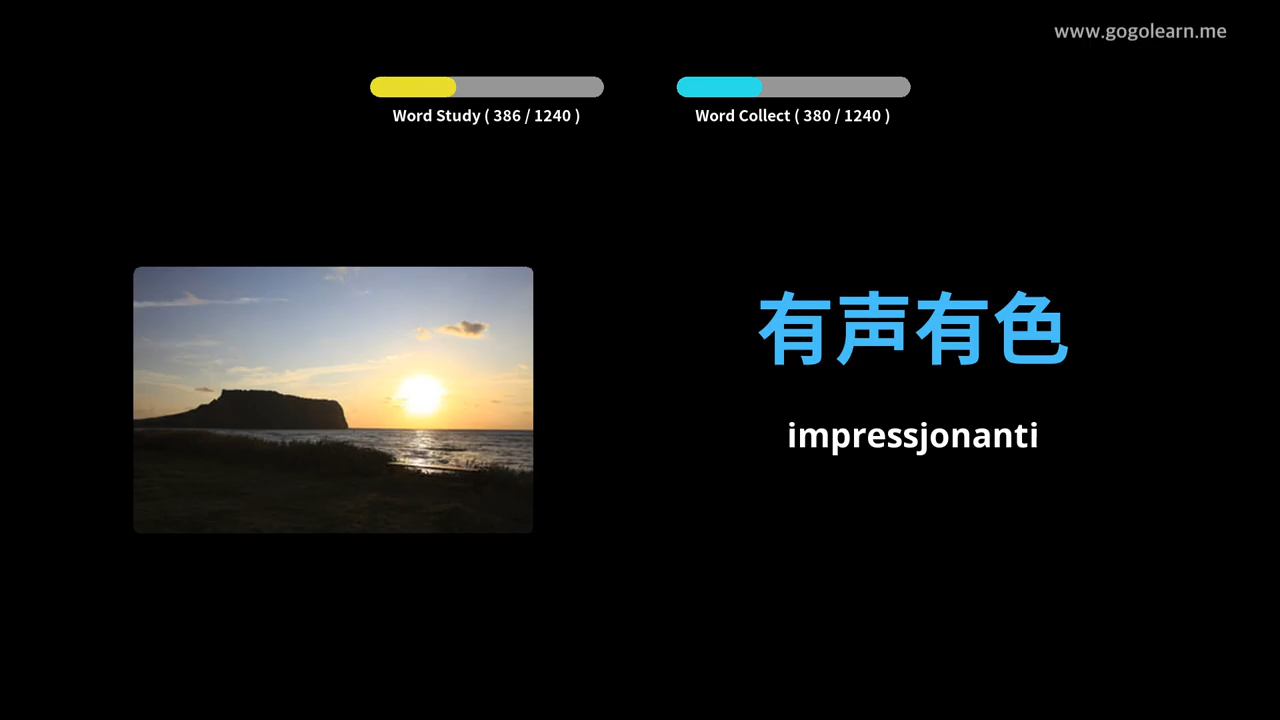 www.gogolearn.me
Word Study ( 386 / 1240 )
Word Collect ( 380 / 1240 )
有声有色
impressjonanti